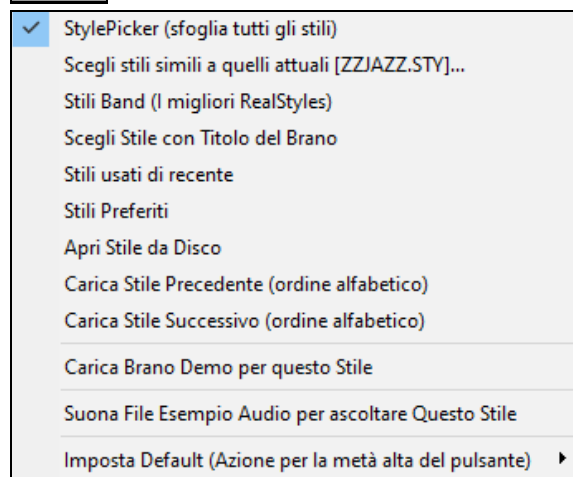 StylePicker (sfoglia tutti gli stili)
Scegli stili simili a quelli attuali [ZZJAZZ.STY]...
Stili Band (I migliori RealStyles)
Scegli Stile con Titolo del Brano
Stili usati di recente
Stili Preferiti
Apri Stile da Disco
Carica Stile Precedente (ordine alfabetico)
Carica Stile Successivo (ordine alfabetico)
Carica Brano Demo per questo Stile
Suona File Esempio Audio per ascoltare Questo Stile
Imposta Default (Azione per la metà alta del pulsante)